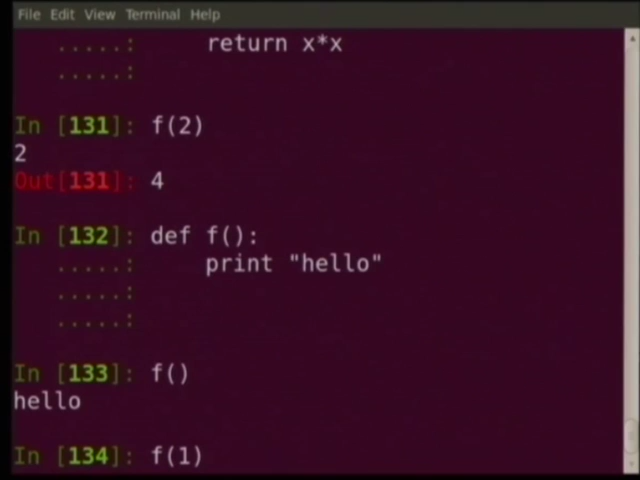 File Edit View Terminal Help
.....:     return x*x
.....:
In [131]: f(2)
2
Out[131]: 4
In [132]: def f():
.....:     print "hello"
.....:
.....:
In [133]: f()
hello
In [134]: f(1)